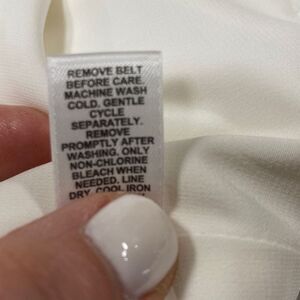 REMOVE BELT
BEFORE CARE.
MACHINE WASH
COLD, GENTLE
CYCLE
SEPARATELY.
REMOVE
PROMPTLY AFTER
WASHING. ONLY
NON-CHLORINE
BLEACH WHEN
NEEDED. LINE
DRY. COOL IRON